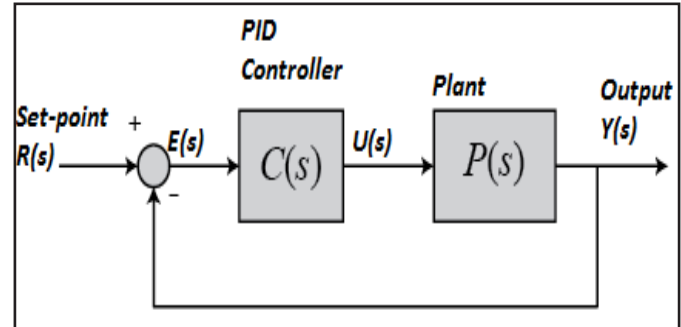 PID
Controller
Plant
Output
Y(s)
Set-point
R(s)
+
E(s)
C(s)
U(s)
P(s)
–